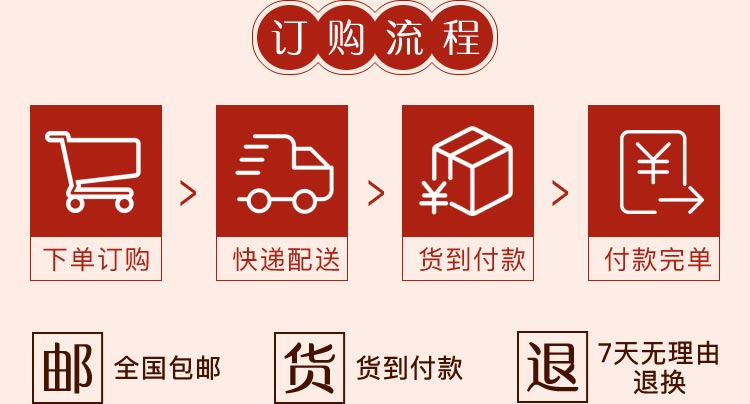 订购流程
下单订购 > 快递配送 > 货到付款 > 付款完单
邮 全国包邮
货 货到付款
退 7天无理由
退换